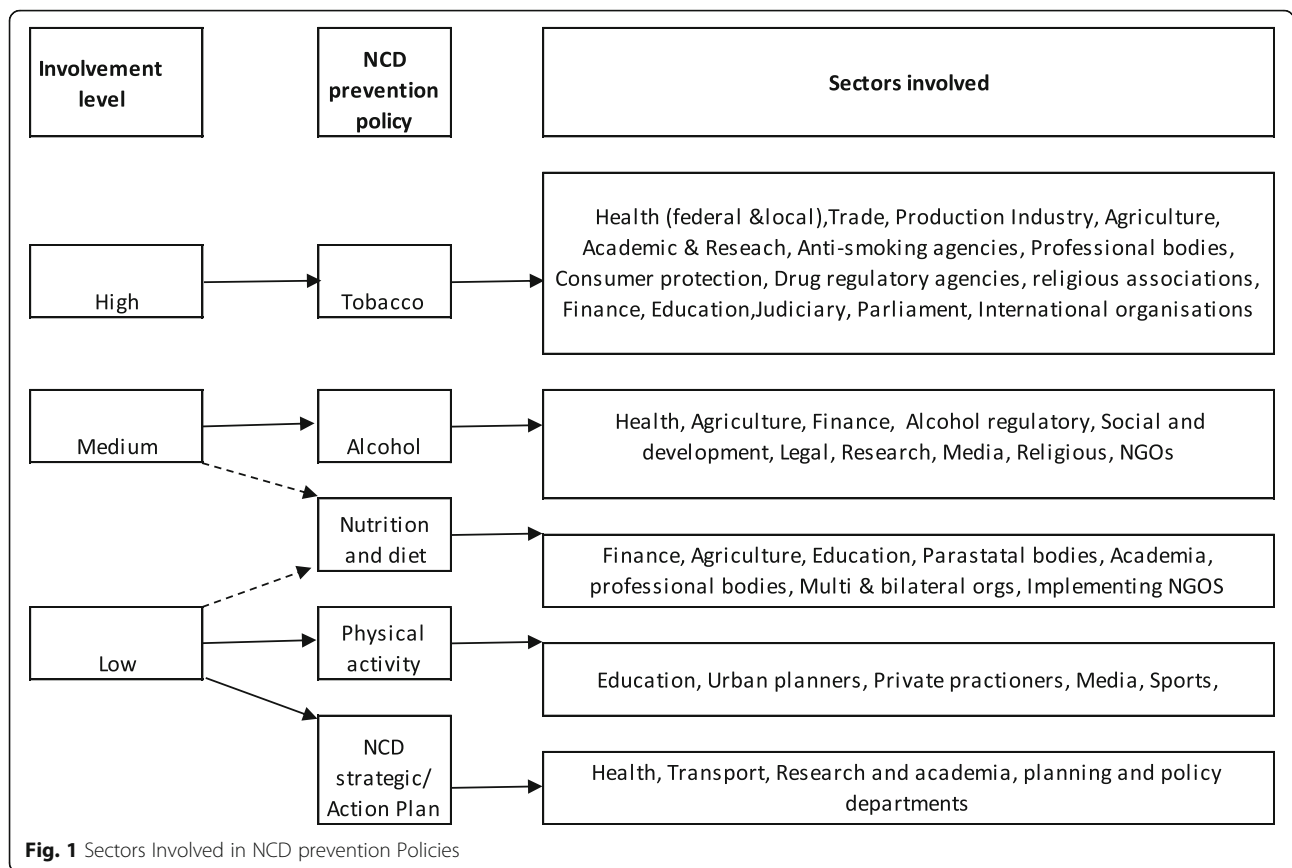 Involvement
level
NCD
prevention
policy
Sectors involved
High
Tobacco
Health (federal &local),Trade, Production Industry, Agriculture,
Academic & Reseach, Anti-smoking agencies, Professional bodies,
Consumer protection, Drug regulatory agencies, religious associations,
Finance, Education,Judiciary, Parliament, International organisations
Medium
Alcohol
Health, Agriculture, Finance, Alcohol regulatory, Social and
development, Legal, Research, Media, Religious, NGOs
Nutrition
and diet
Finance, Agriculture, Education, Parastatal bodies, Academia,
professional bodies, Multi & bilateral orgs, Implementing NGOS
Low
Physical
activity
Education, Urban planners, Private practioners, Media, Sports,
NCD
strategic/
Action Plan
Health, Transport, Research and academia, planning and policy
departments
Fig. 1 Sectors Involved in NCD prevention Policies